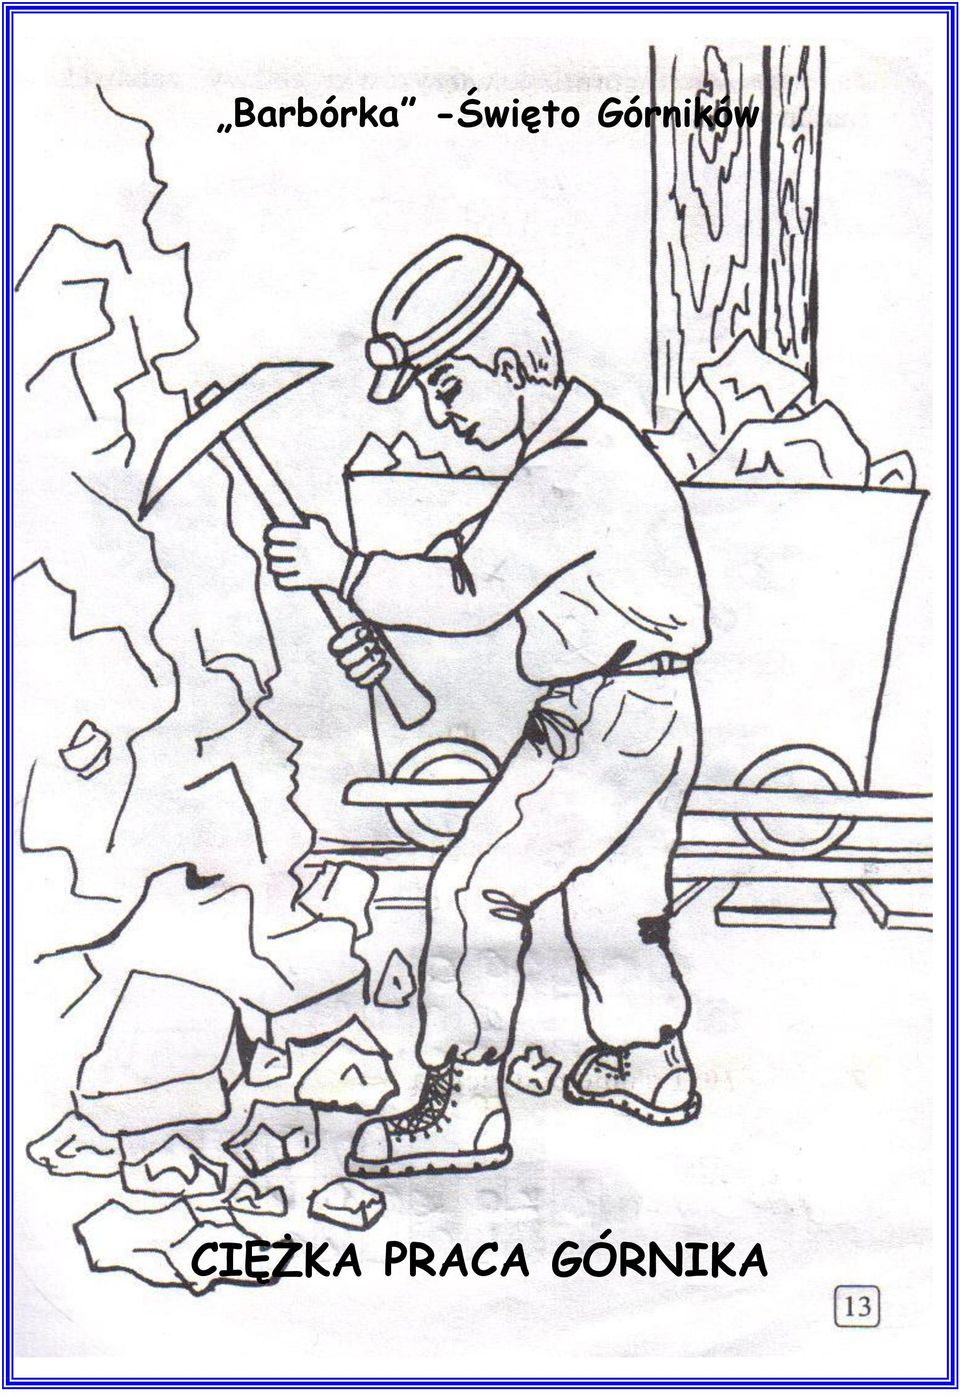 „Barbórka” -Święto Górników
CIĘŻKA PRACA GÓRNIKA
13